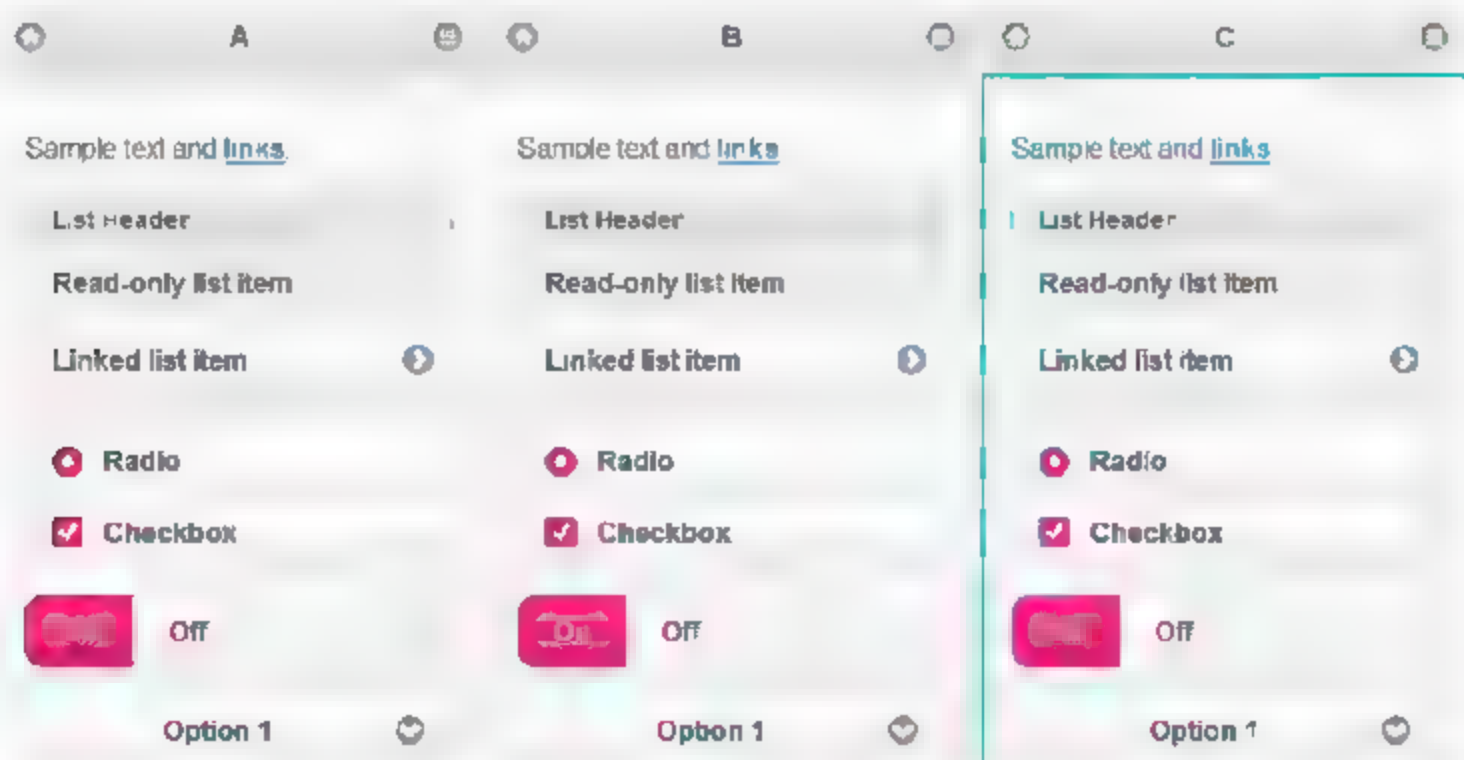 A B C
Sample text and links. Sample text and links Sample text and links
List Header List Header List Header
Read-only list item Read-only list item Read-only list item
Linked list item Linked list item Linked list item
Radio Radio Radio
Checkbox Checkbox Checkbox
Off On Off Off
Option 1 Option 1 Option 1